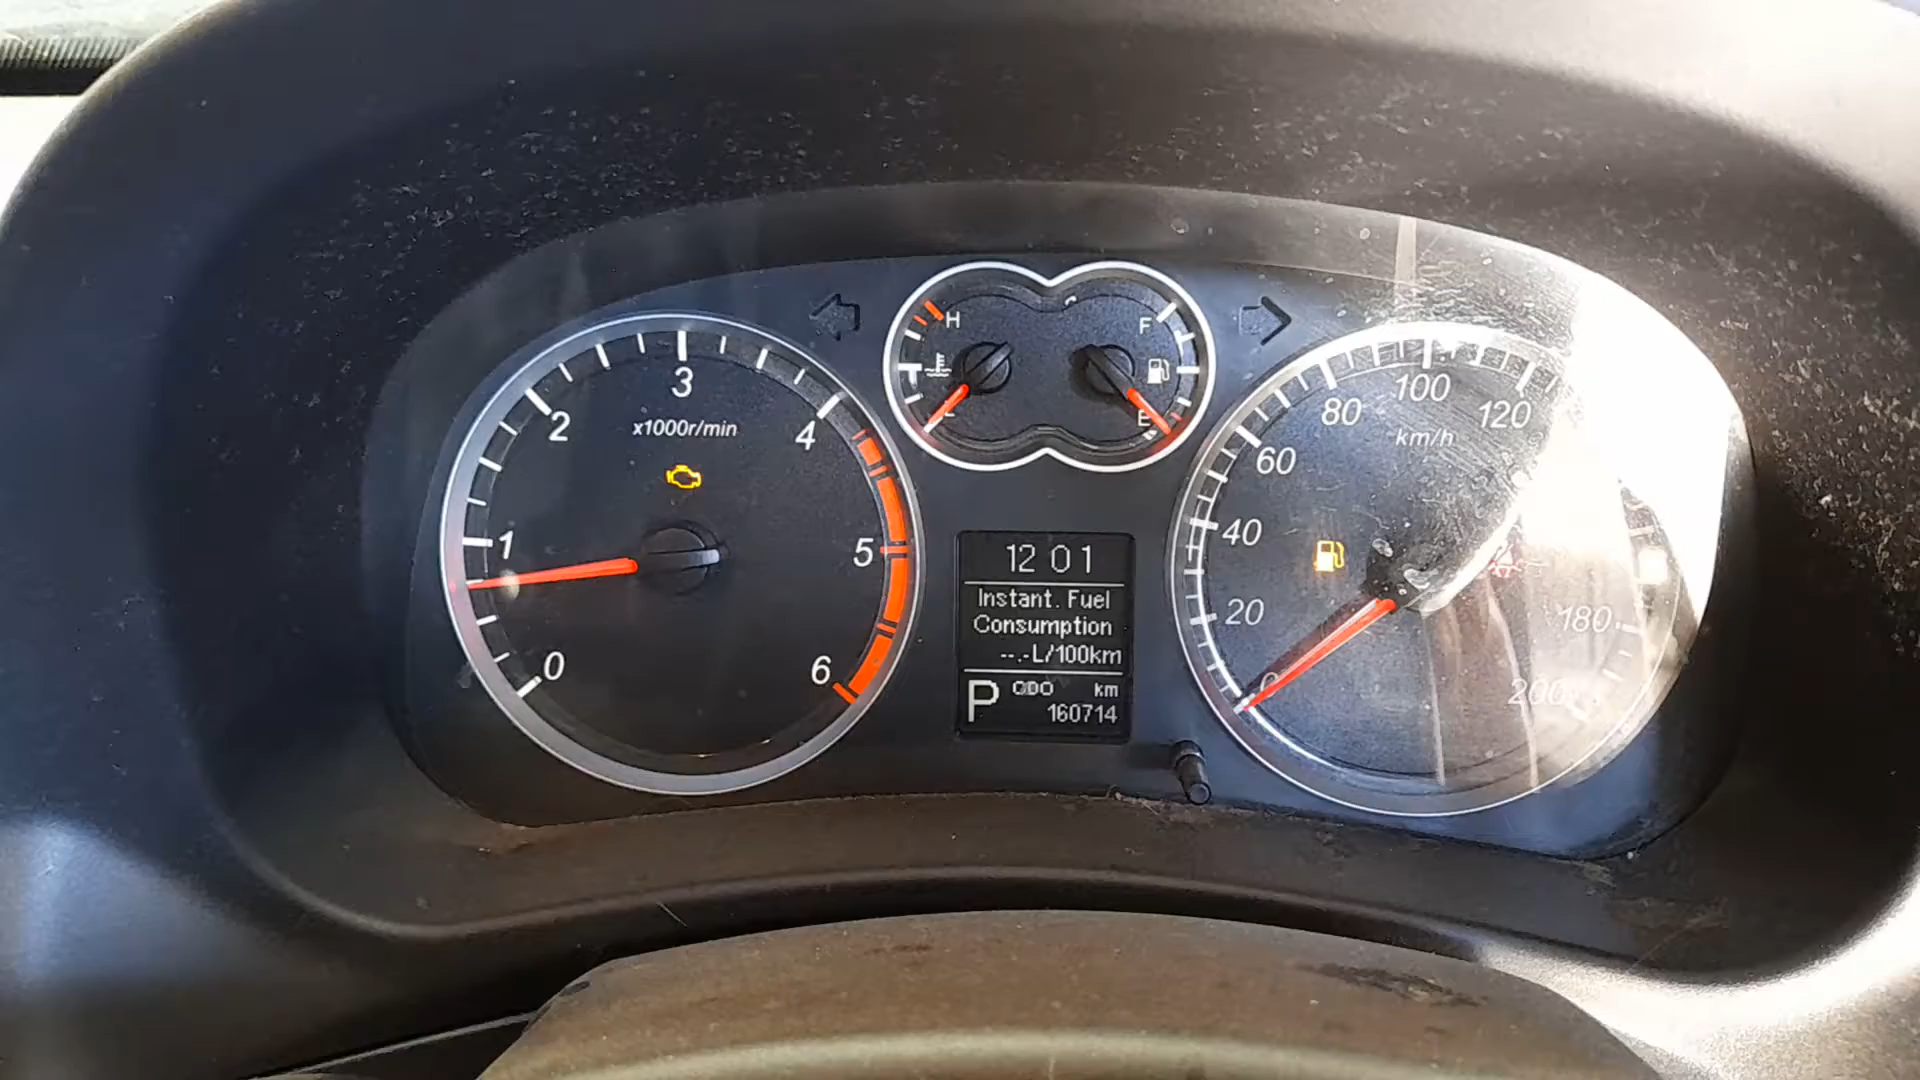 H
F
E
0
1
2
3
4
5
6
x1000r/min
12 01
Instant. Fuel
Consumption
--.-L/100km
P ODO km
160714
0
20
40
60
80
100
120
180
200
km/h